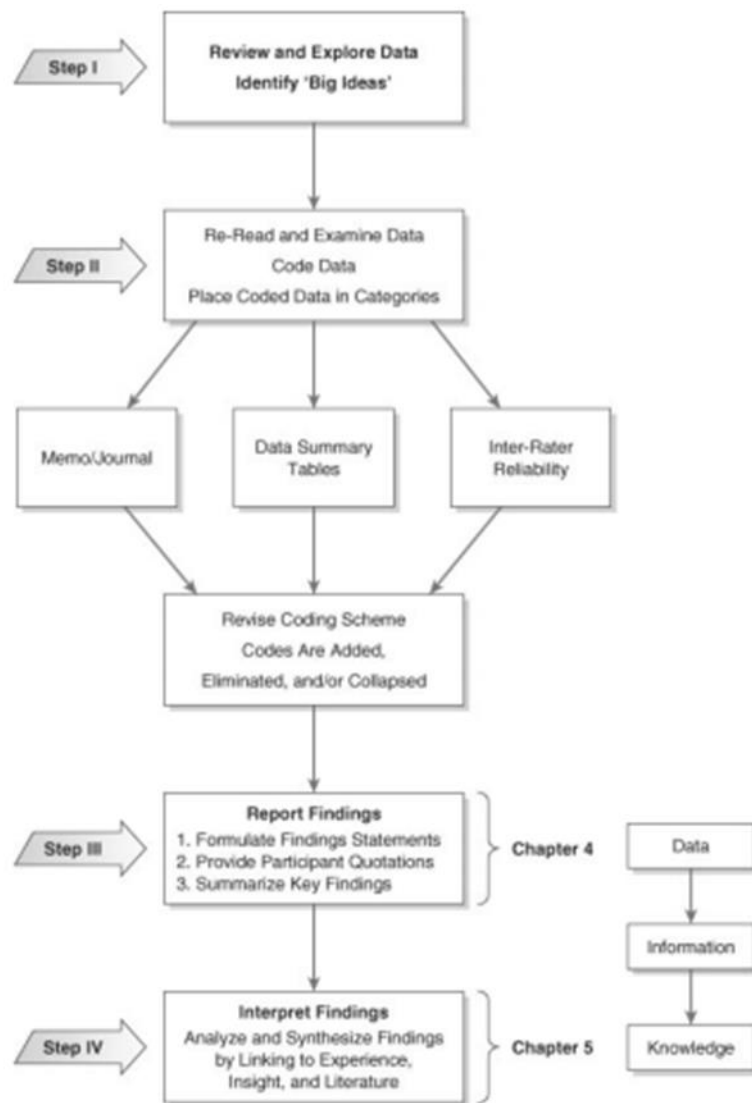 Step I
Review and Explore Data
Identify ‘Big Ideas’
Step II
Re-Read and Examine Data
Code Data
Place Coded Data in Categories
Memo/Journal
Data Summary
Tables
Inter-Rater
Reliability
Revise Coding Scheme
Codes Are Added,
Eliminated, and/or Collapsed
Step III
Report Findings
1. Formulate Findings Statements
2. Provide Participant Quotations
3. Summarize Key Findings
Chapter 4
Data
Information
Step IV
Interpret Findings
Analyze and Synthesize Findings
by Linking to Experience,
Insight, and Literature
Chapter 5
Knowledge